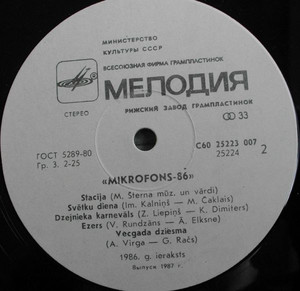 МИНИСТЕРСТВО
КУЛЬТУРЫ СССР
ВСЕСОЮЗНАЯ ФИРМА ГРАМПЛАСТИНОК
МЕЛОДИЯ
СТЕРЕО
РИЖСКИЙ ЗАВОД ГРАМПЛАСТИНОК
33
ГОСТ 5289-80
Гр. 3. 2-25
С60 25223 007
25224 2
«MIKROFONS-86»
Stacija (M. Šterna mūz. un vārdi)
Svētku diena (Im. Kalniņš — M. Čaklais)
Dzejnieka karnevāls (Z. Liepiņš — K. Dimiters)
Ezers (V. Rundzāns — Ā. Elksne)
Vecgada dziesma
(A. Virga — G. Račs)
1986. g. ieraksts
Выпуск 1987 г.